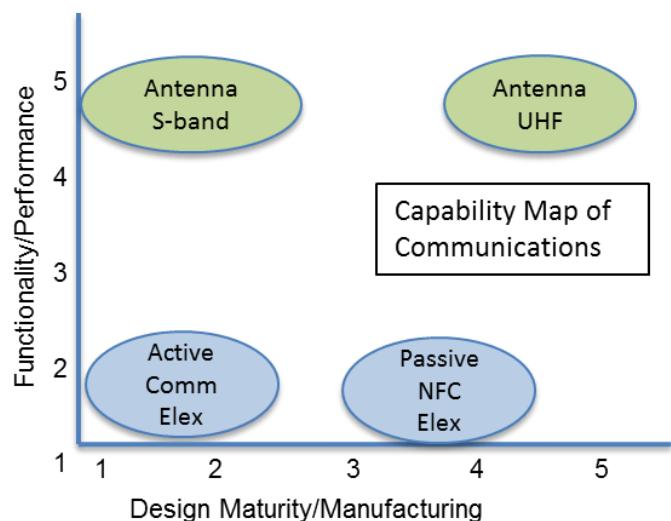 Functionality/Performance
5
4
3
2
1
Antenna
S-band
Antenna
UHF
Capability Map of
Communications
Active
Comm
Elex
Passive
NFC
Elex
1 2 3 4 5
Design Maturity/Manufacturing